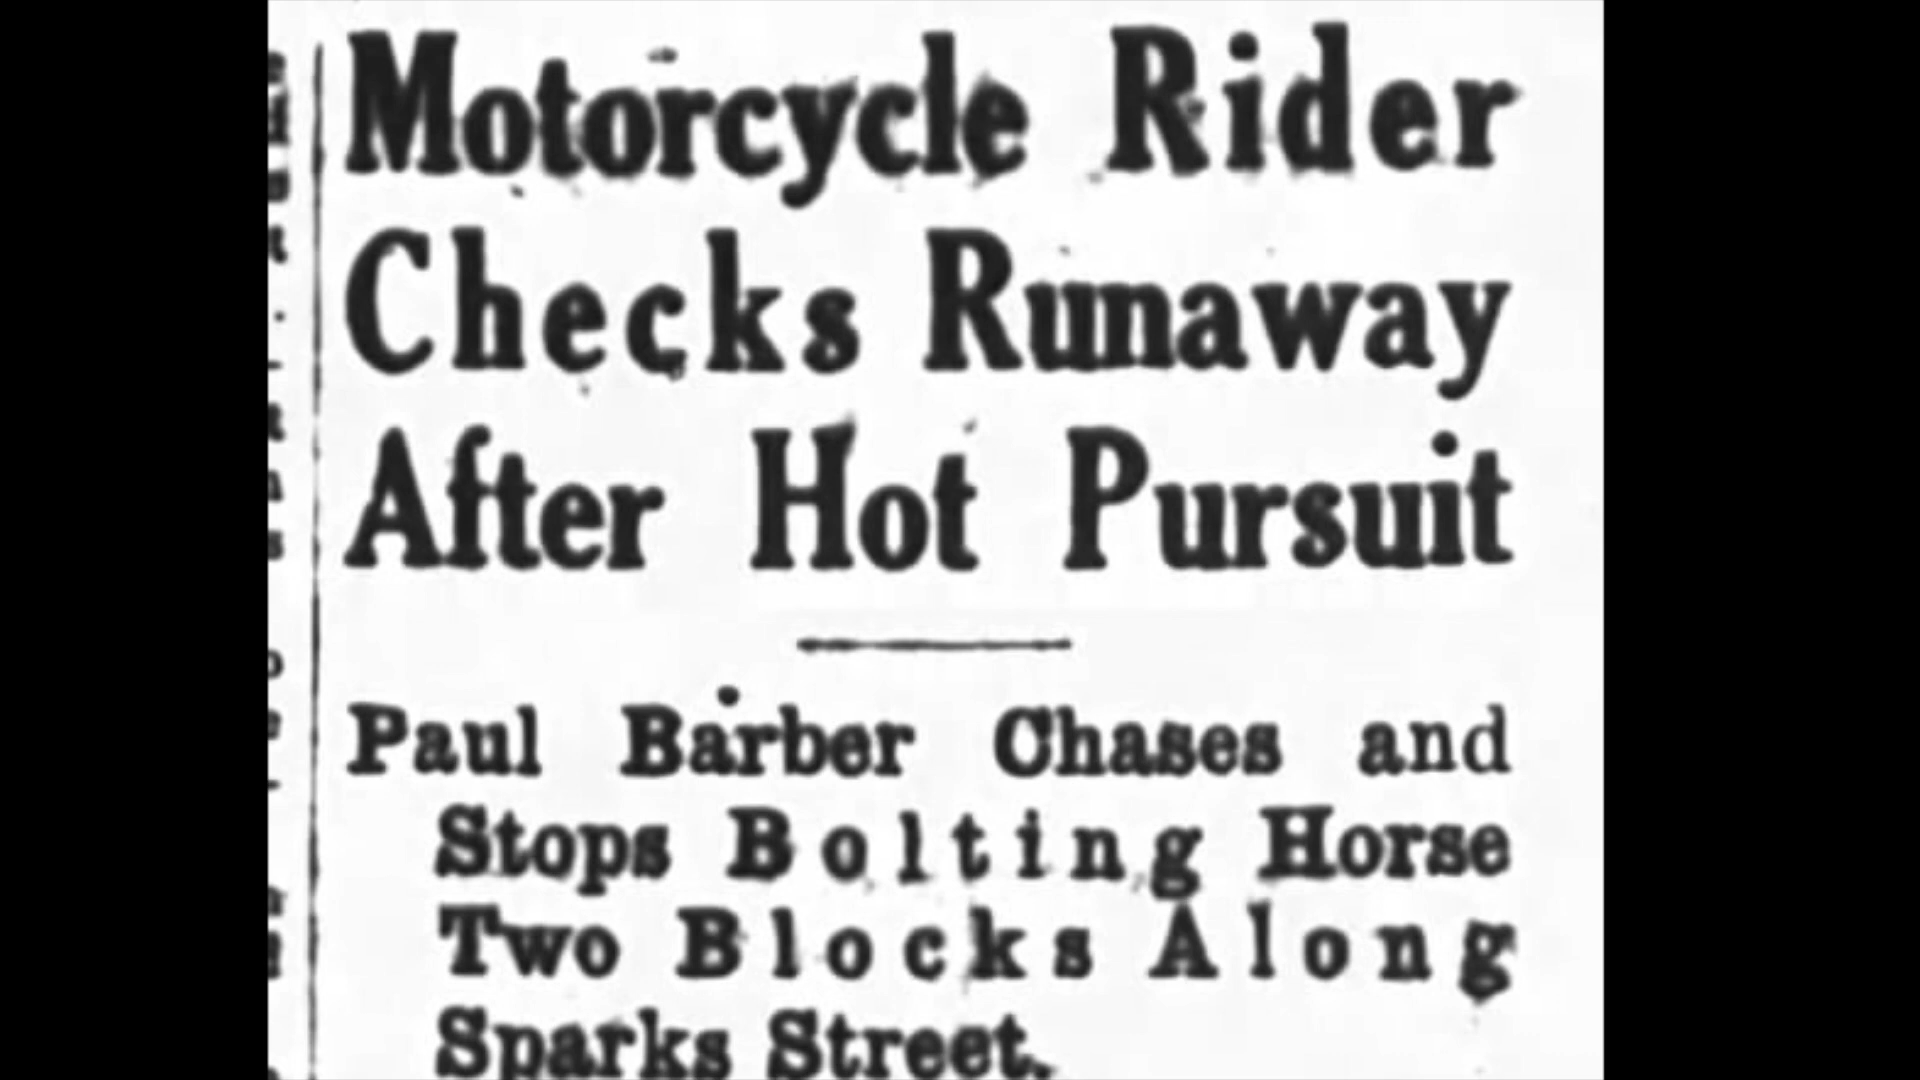 Motorcycle Rider
Checks Runaway
After Hot Pursuit
Paul Barber Chases and
Stops Bolting Horse
Two Blocks Along
Sparks Street.